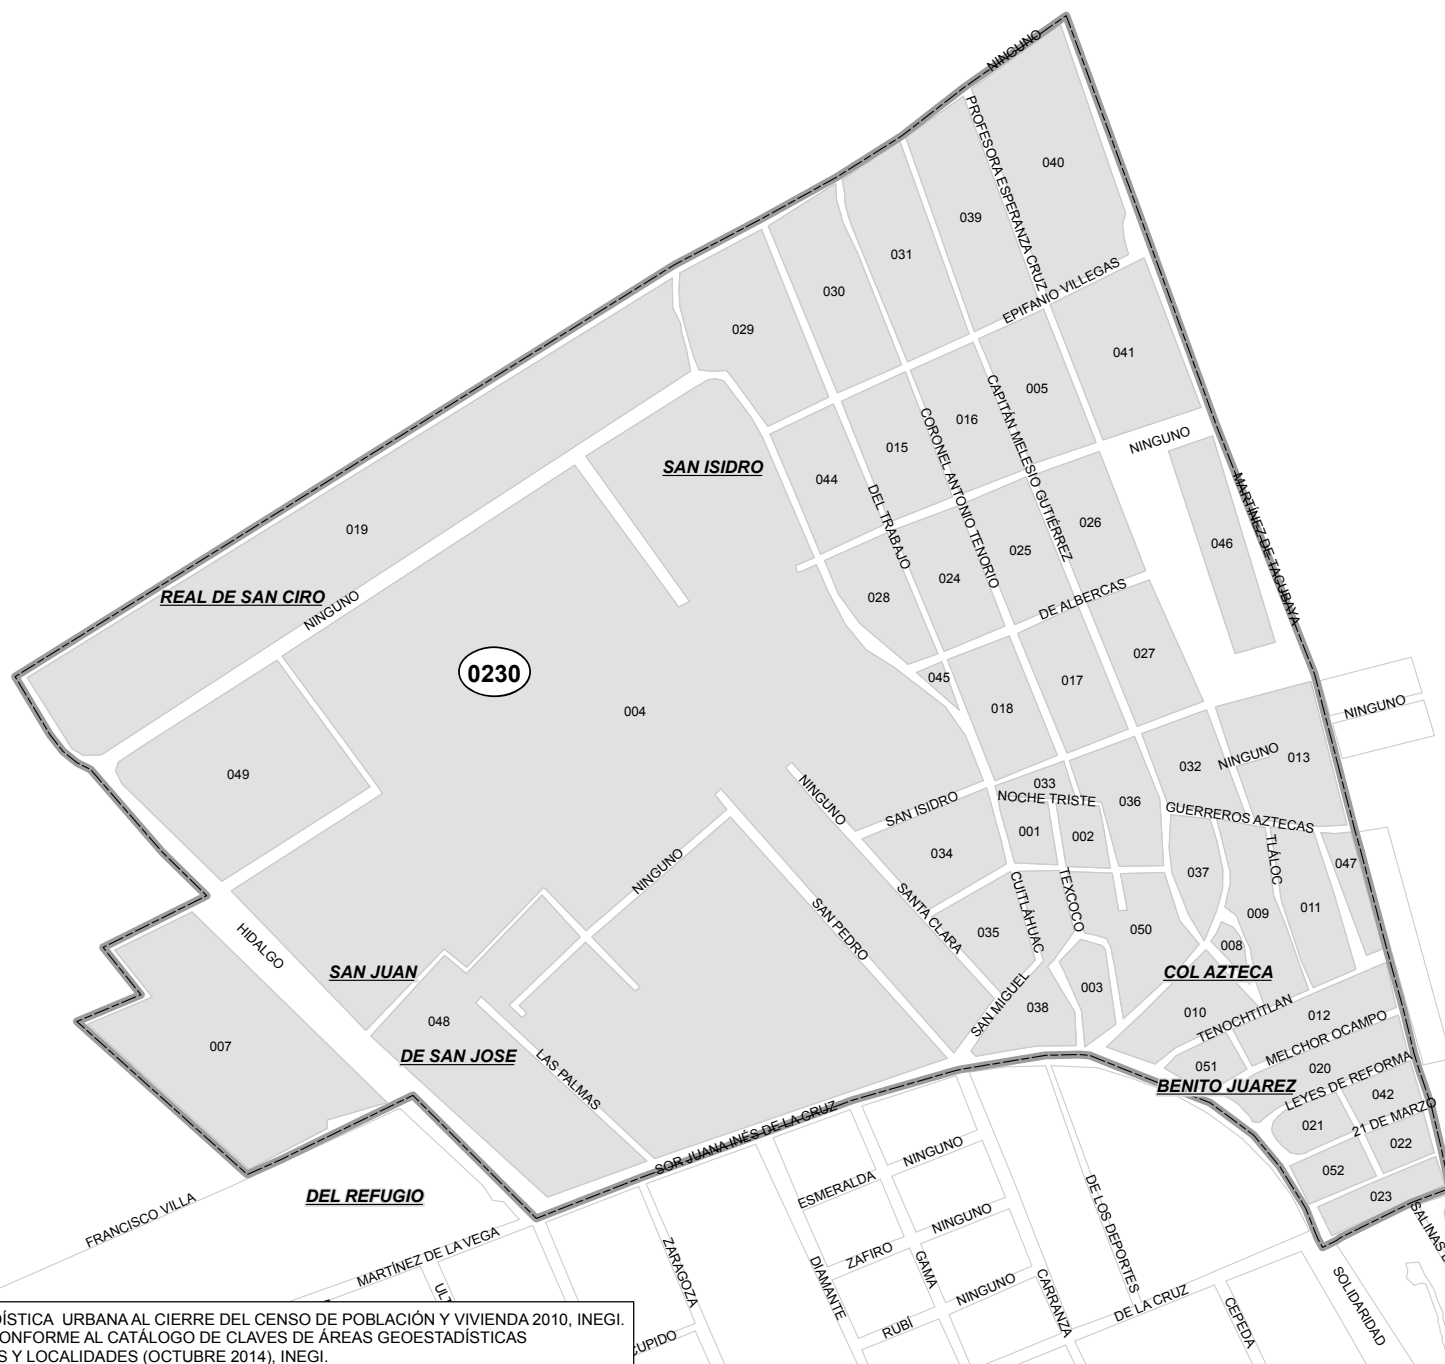 NINGUNO
PROFESORA ESPERANZA CRUZ
040
039
031
030
029
EPIFANIO VILLEGAS
041
005
CAPITÁN MELESIO GUTIÉRREZ
016
CORONEL ANTONIO TENORIO
015
NINGUNO
SAN ISIDRO
044
DEL TRABAJO
MARTÍNEZ DE TACUBAYA
019
026
046
025
024
REAL DE SAN CIRO
NINGUNO
028
DE ALBERCAS
027
0230
045
017
004
018
NINGUNO
049
NINGUNO
013
032
033
NINGUNO
NOCHE TRISTE
036
SAN ISIDRO
GUERREROS AZTECAS
001
002
TLÁLOC
034
047
NINGUNO
037
CUITLÁHUAC
TEXCOCO
SANTA CLARA
SAN PEDRO
009
011
035
050
HIDALGO
008
SAN JUAN
COL AZTECA
003
SAN MIGUEL
038
010
TENOCHTITLAN
012
048
MELCHOR OCAMPO
007
DE SAN JOSE
LAS PALMAS
051
020
BENITO JUAREZ
LEYES DE REFORMA
042
SOR JUANA INÉS DE LA CRUZ
021
21 DE MARZO
022
NINGUNO
052
ESMERALDA
DE LOS DEPORTES
DEL REFUGIO
023
FRANCISCO VILLA
NINGUNO
SALINAS
MARTÍNEZ DE LA VEGA
ZARAGOZA
ZAFIRO
DIAMANTE
GAMA
CARRANZA
NINGUNO
ULT
DE LA CRUZ
CEPEDA
SOLIDARIDAD
RUBÍ
CUPIDO
DÍSTICA URBANA AL CIERRE DEL CENSO DE POBLACIÓN Y VIVIENDA 2010, INEGI.
CONFORME AL CATÁLOGO DE CLAVES DE ÁREAS GEOESTADÍSTICAS
S Y LOCALIDADES (OCTUBRE 2014), INEGI.